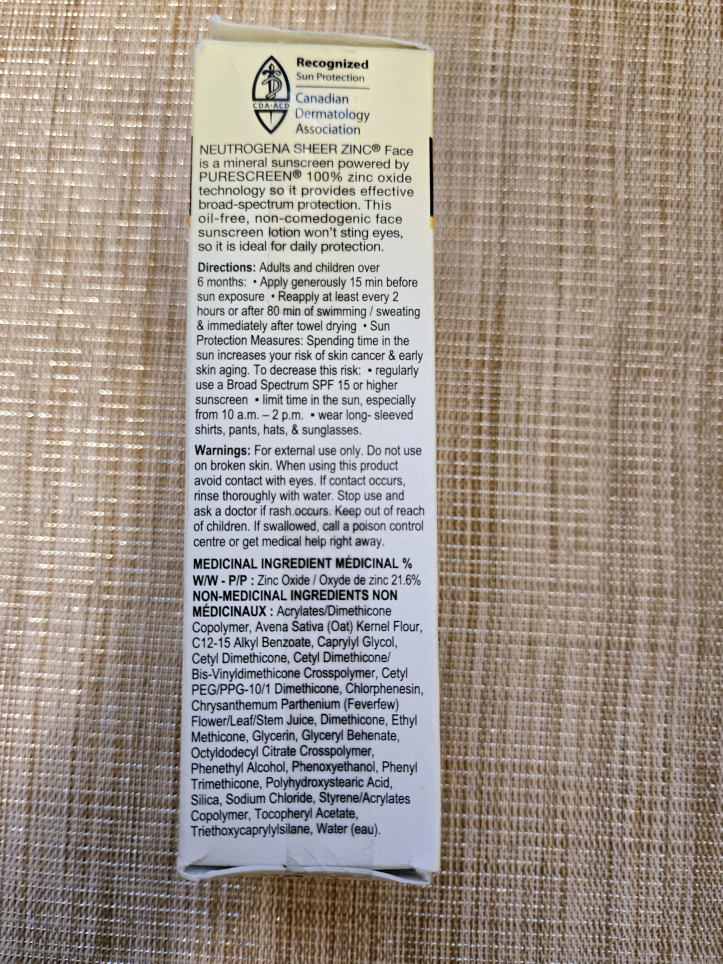 Recognized
Sun Protection
CDA-ACD
Canadian
Dermatology
Association
NEUTROGENA SHEER ZINC® Face
is a mineral sunscreen powered by
PURESCREEN® 100% zinc oxide
technology so it provides effective
broad-spectrum protection. This
oil-free, non-comedogenic face
sunscreen lotion won't sting eyes,
so it is ideal for daily protection.
Directions: Adults and children over
6 months: • Apply generously 15 min before
sun exposure • Reapply at least every 2
hours or after 80 min of swimming / sweating
& immediately after towel drying • Sun
Protection Measures: Spending time in the
sun increases your risk of skin cancer & early
skin aging. To decrease this risk: • regularly
use a Broad Spectrum SPF 15 or higher
sunscreen • limit time in the sun, especially
from 10 a.m. – 2 p.m. • wear long- sleeved
shirts, pants, hats, & sunglasses.
Warnings: For external use only. Do not use
on broken skin. When using this product
avoid contact with eyes. If contact occurs,
rinse thoroughly with water. Stop use and
ask a doctor if rash occurs. Keep out of reach
of children. If swallowed, call a poison control
centre or get medical help right away.
MEDICINAL INGREDIENT MÉDICINAL %
W/W - P/P : Zinc Oxide / Oxyde de zinc 21.6%
NON-MEDICINAL INGREDIENTS NON
MÉDICINAUX : Acrylates/Dimethicone
Copolymer, Avena Sativa (Oat) Kernel Flour,
C12-15 Alkyl Benzoate, Caprylyl Glycol,
Cetyl Dimethicone, Cetyl Dimethicone/
Bis-Vinyldimethicone Crosspolymer, Cetyl
PEG/PPG-10/1 Dimethicone, Chlorphenesin,
Chrysanthemum Parthenium (Feverfew)
Flower/Leaf/Stem Juice, Dimethicone, Ethyl
Methicone, Glycerin, Glyceryl Behenate,
Octyldodecyl Citrate Crosspolymer,
Phenethyl Alcohol, Phenoxyethanol, Phenyl
Trimethicone, Polyhydroxystearic Acid,
Silica, Sodium Chloride, Styrene/Acrylates
Copolymer, Tocopheryl Acetate,
Triethoxycaprylylsilane, Water (eau).